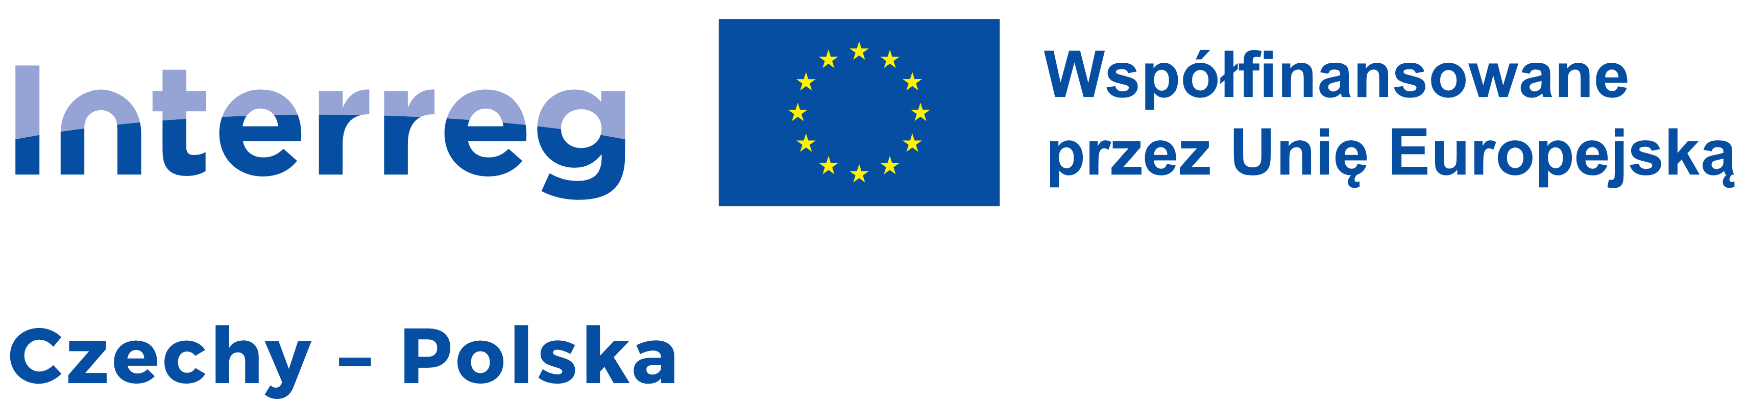 Interreg
Współfinansowane
przez Unię Europejską
Czechy – Polska